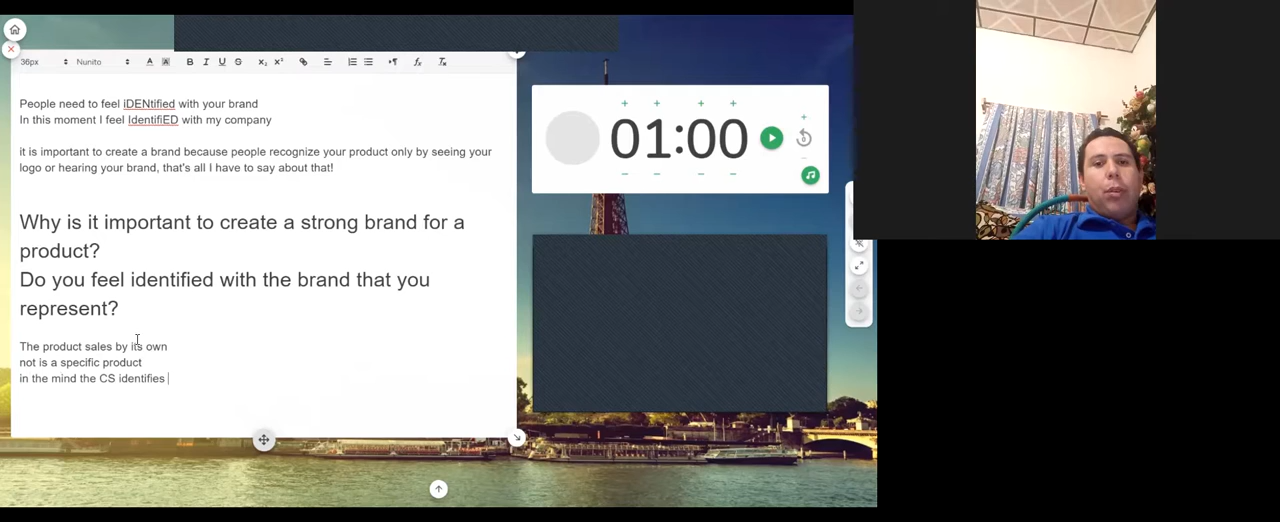 36px
Nunito
People need to feel iDENtified with your brand
In this moment I feel IdentifiED with my company
it is important to create a brand because people recognize your product only by seeing your
logo or hearing your brand, that's all I have to say about that!
Why is it important to create a strong brand for a
product?
Do you feel identified with the brand that you
represent?
The product sales by its own
not is a specific product
in the mind the CS identifies
01:00